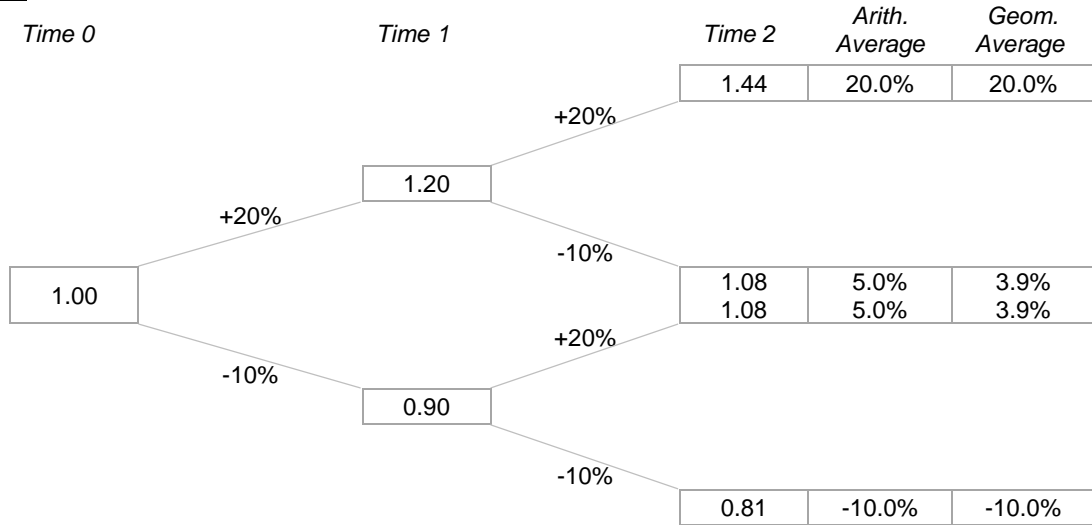 Time 0
Time 1
Time 2
Arith.
Average
Geom.
Average
1.44 20.0% 20.0%
+20%
1.20
+20%
-10%
1.00
1.08 5.0% 3.9%
1.08 5.0% 3.9%
+20%
-10%
0.90
-10%
0.81 -10.0% -10.0%